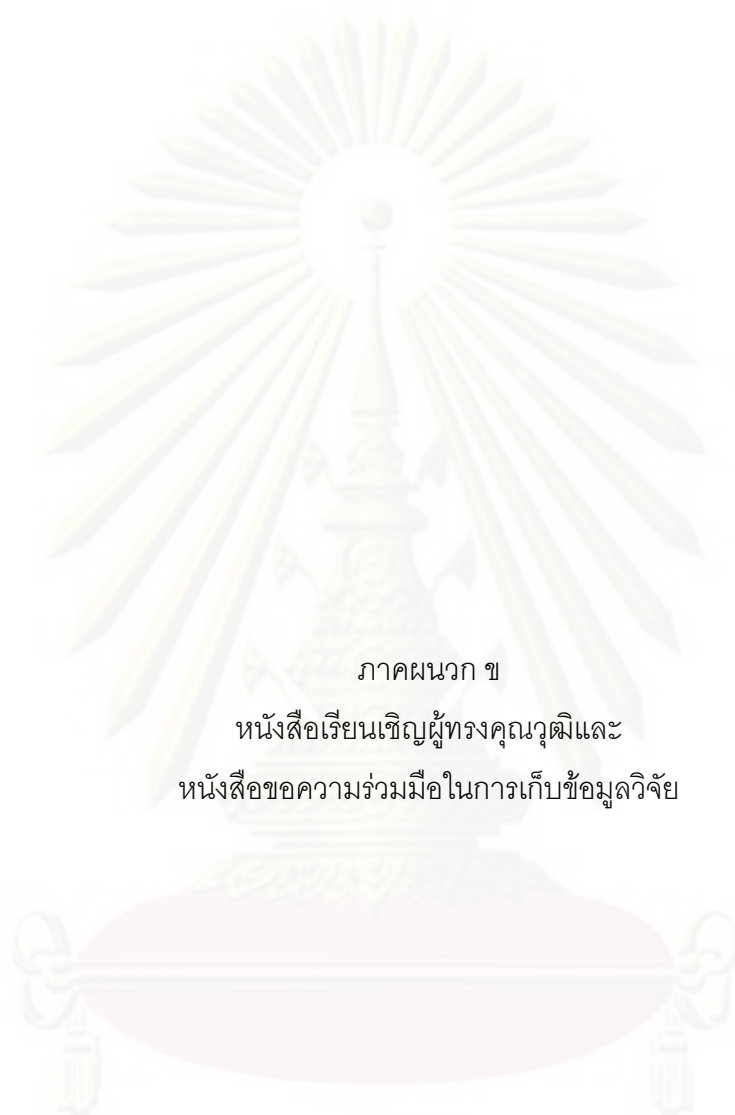 ภาคผนวก ข
หนังสือเรียนเชิญผู้ทรงคุณวุฒิและ
หนังสือขอความร่วมมือในการเก็บข้อมูลวิจัย